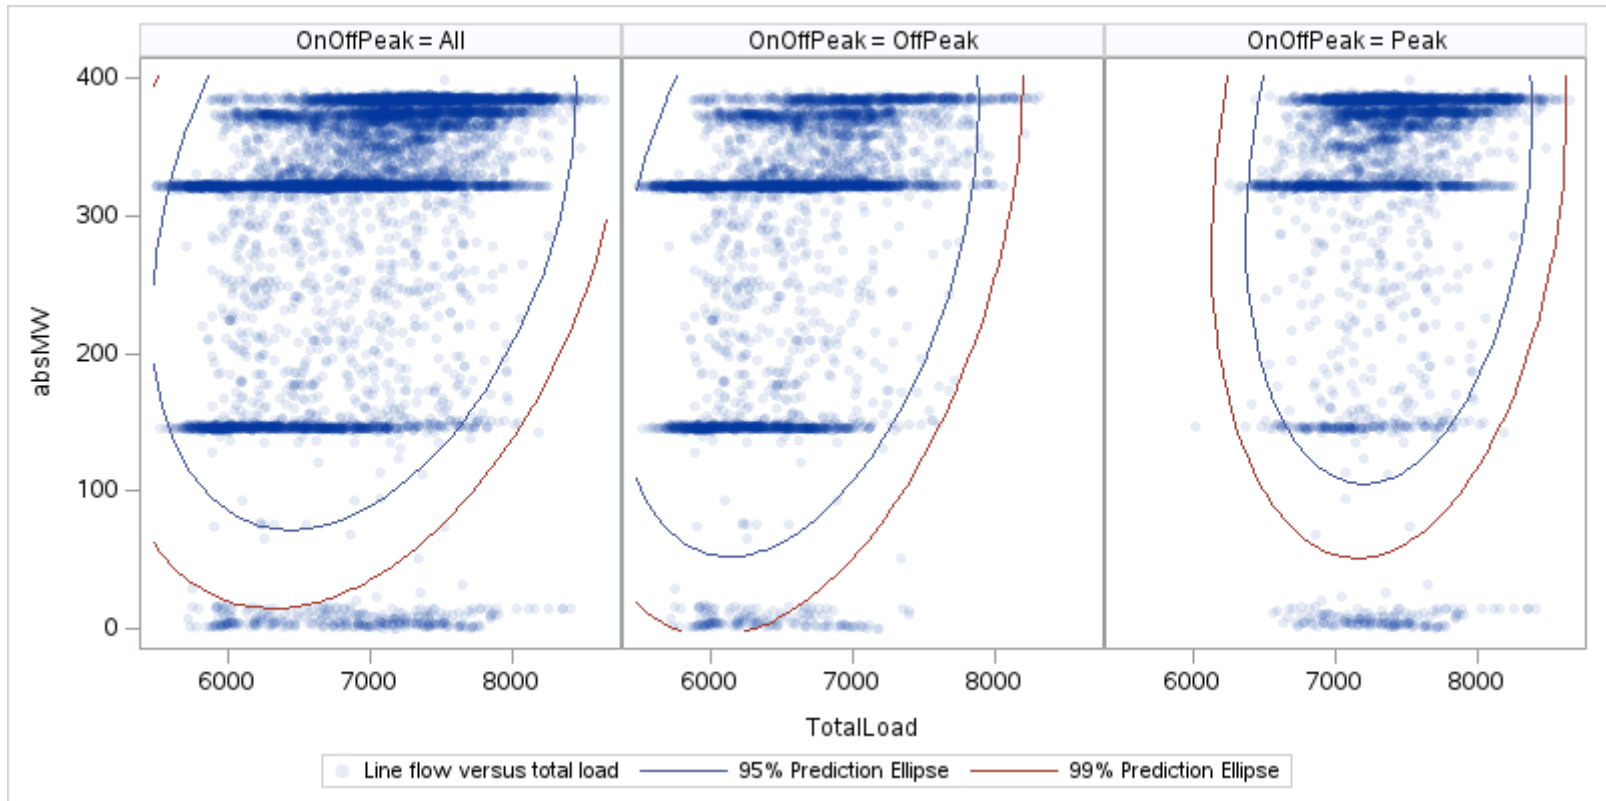 OnOffPeak = All
OnOffPeak = OffPeak
OnOffPeak = Peak
absMW
400
300
200
100
0
6000 7000 8000
6000 7000 8000
6000 7000 8000
TotalLoad
Line flow versus total load
95% Prediction Ellipse
99% Prediction Ellipse